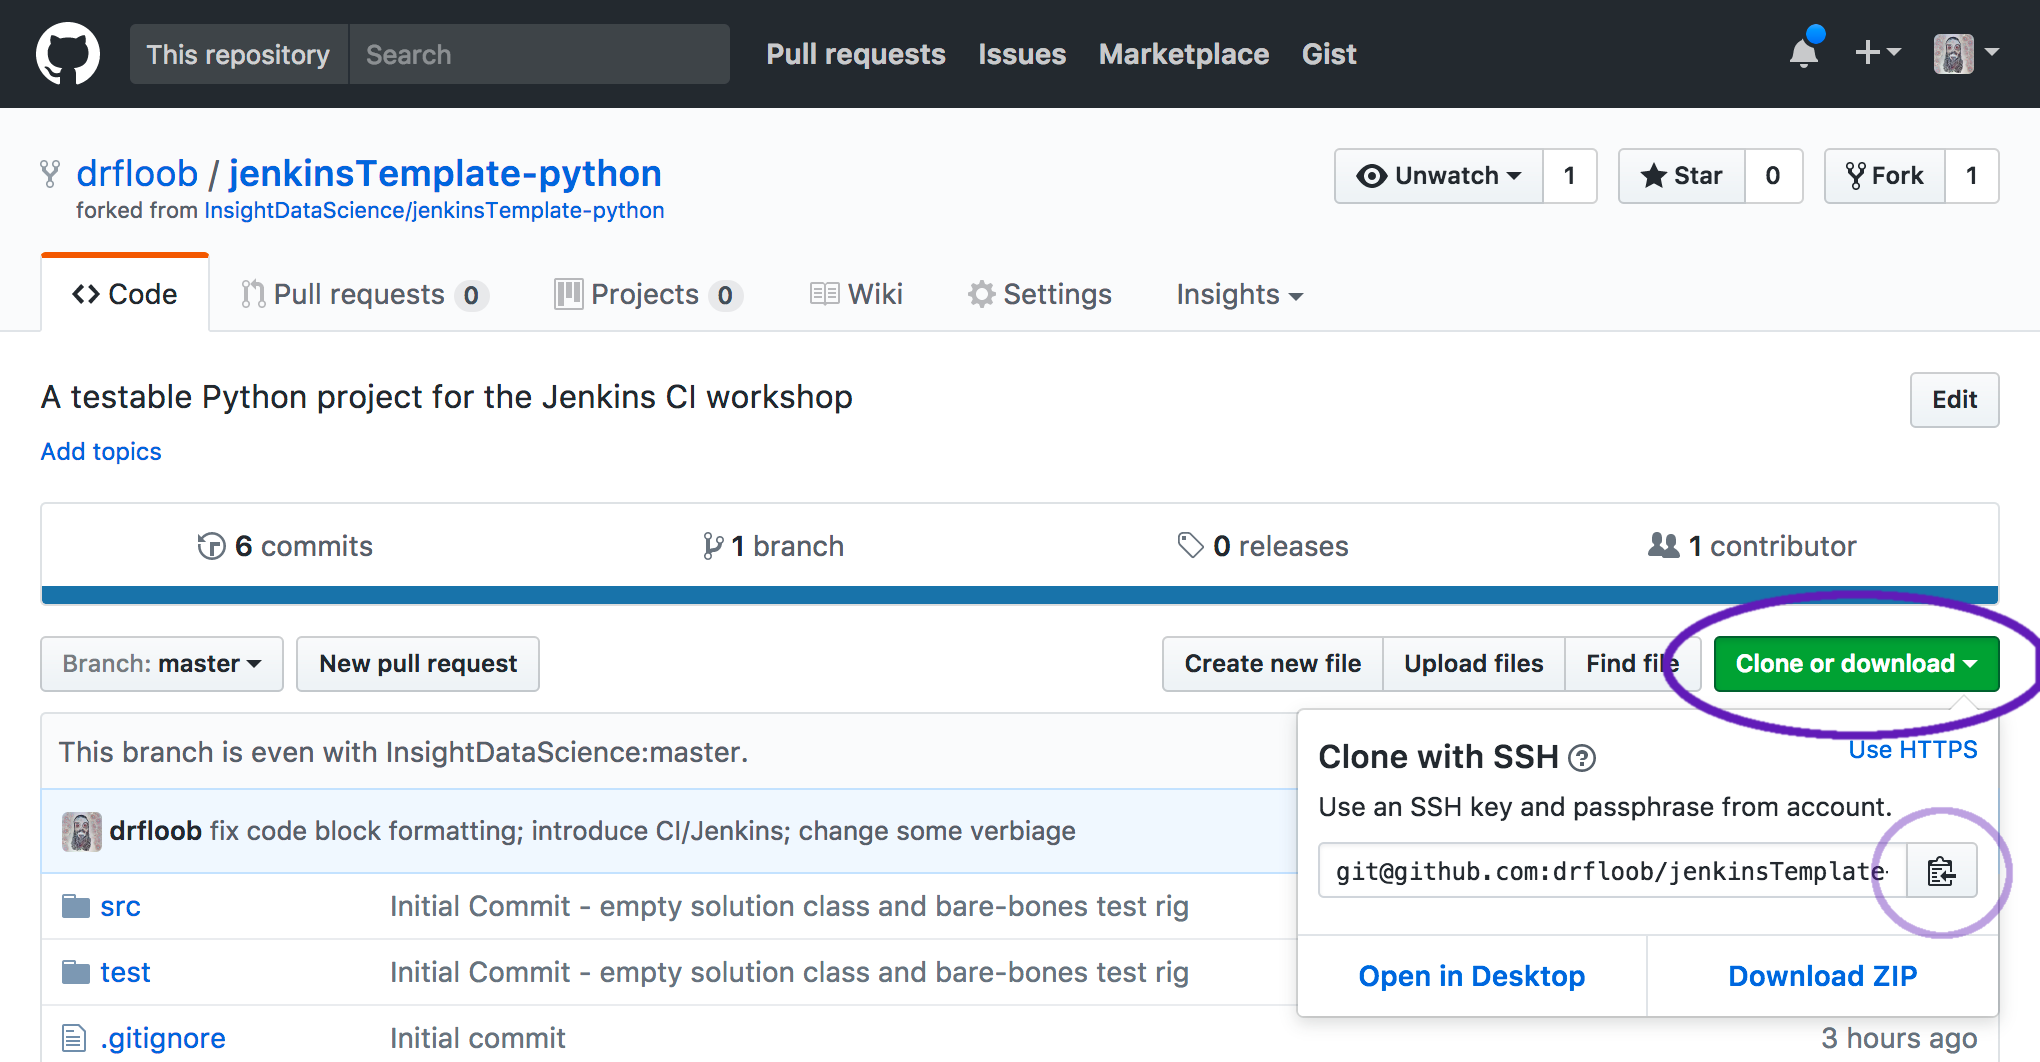 This repository Search Pull requests Issues Marketplace Gist
drfloob / jenkinsTemplate-python Unwatch 1 Star 0 Fork 1
forked from InsightDataScience/jenkinsTemplate-python
Code Pull requests 0 Projects 0 Wiki Settings Insights
A testable Python project for the Jenkins CI workshop Edit
Add topics
6 commits 1 branch 0 releases 1 contributor
Branch: master New pull request Create new file Upload files Find file Clone or download
This branch is even with InsightDataScience:master.
Clone with SSH ? Use HTTPS
Use an SSH key and passphrase from account.
drfloob fix code block formatting; introduce CI/Jenkins; change some verbiage
git@github.com:drfloob/jenkinsTemplate-
src Initial Commit - empty solution class and bare-bones test rig
test Initial Commit - empty solution class and bare-bones test rig
Open in Desktop Download ZIP
.gitignore Initial commit 3 hours ago